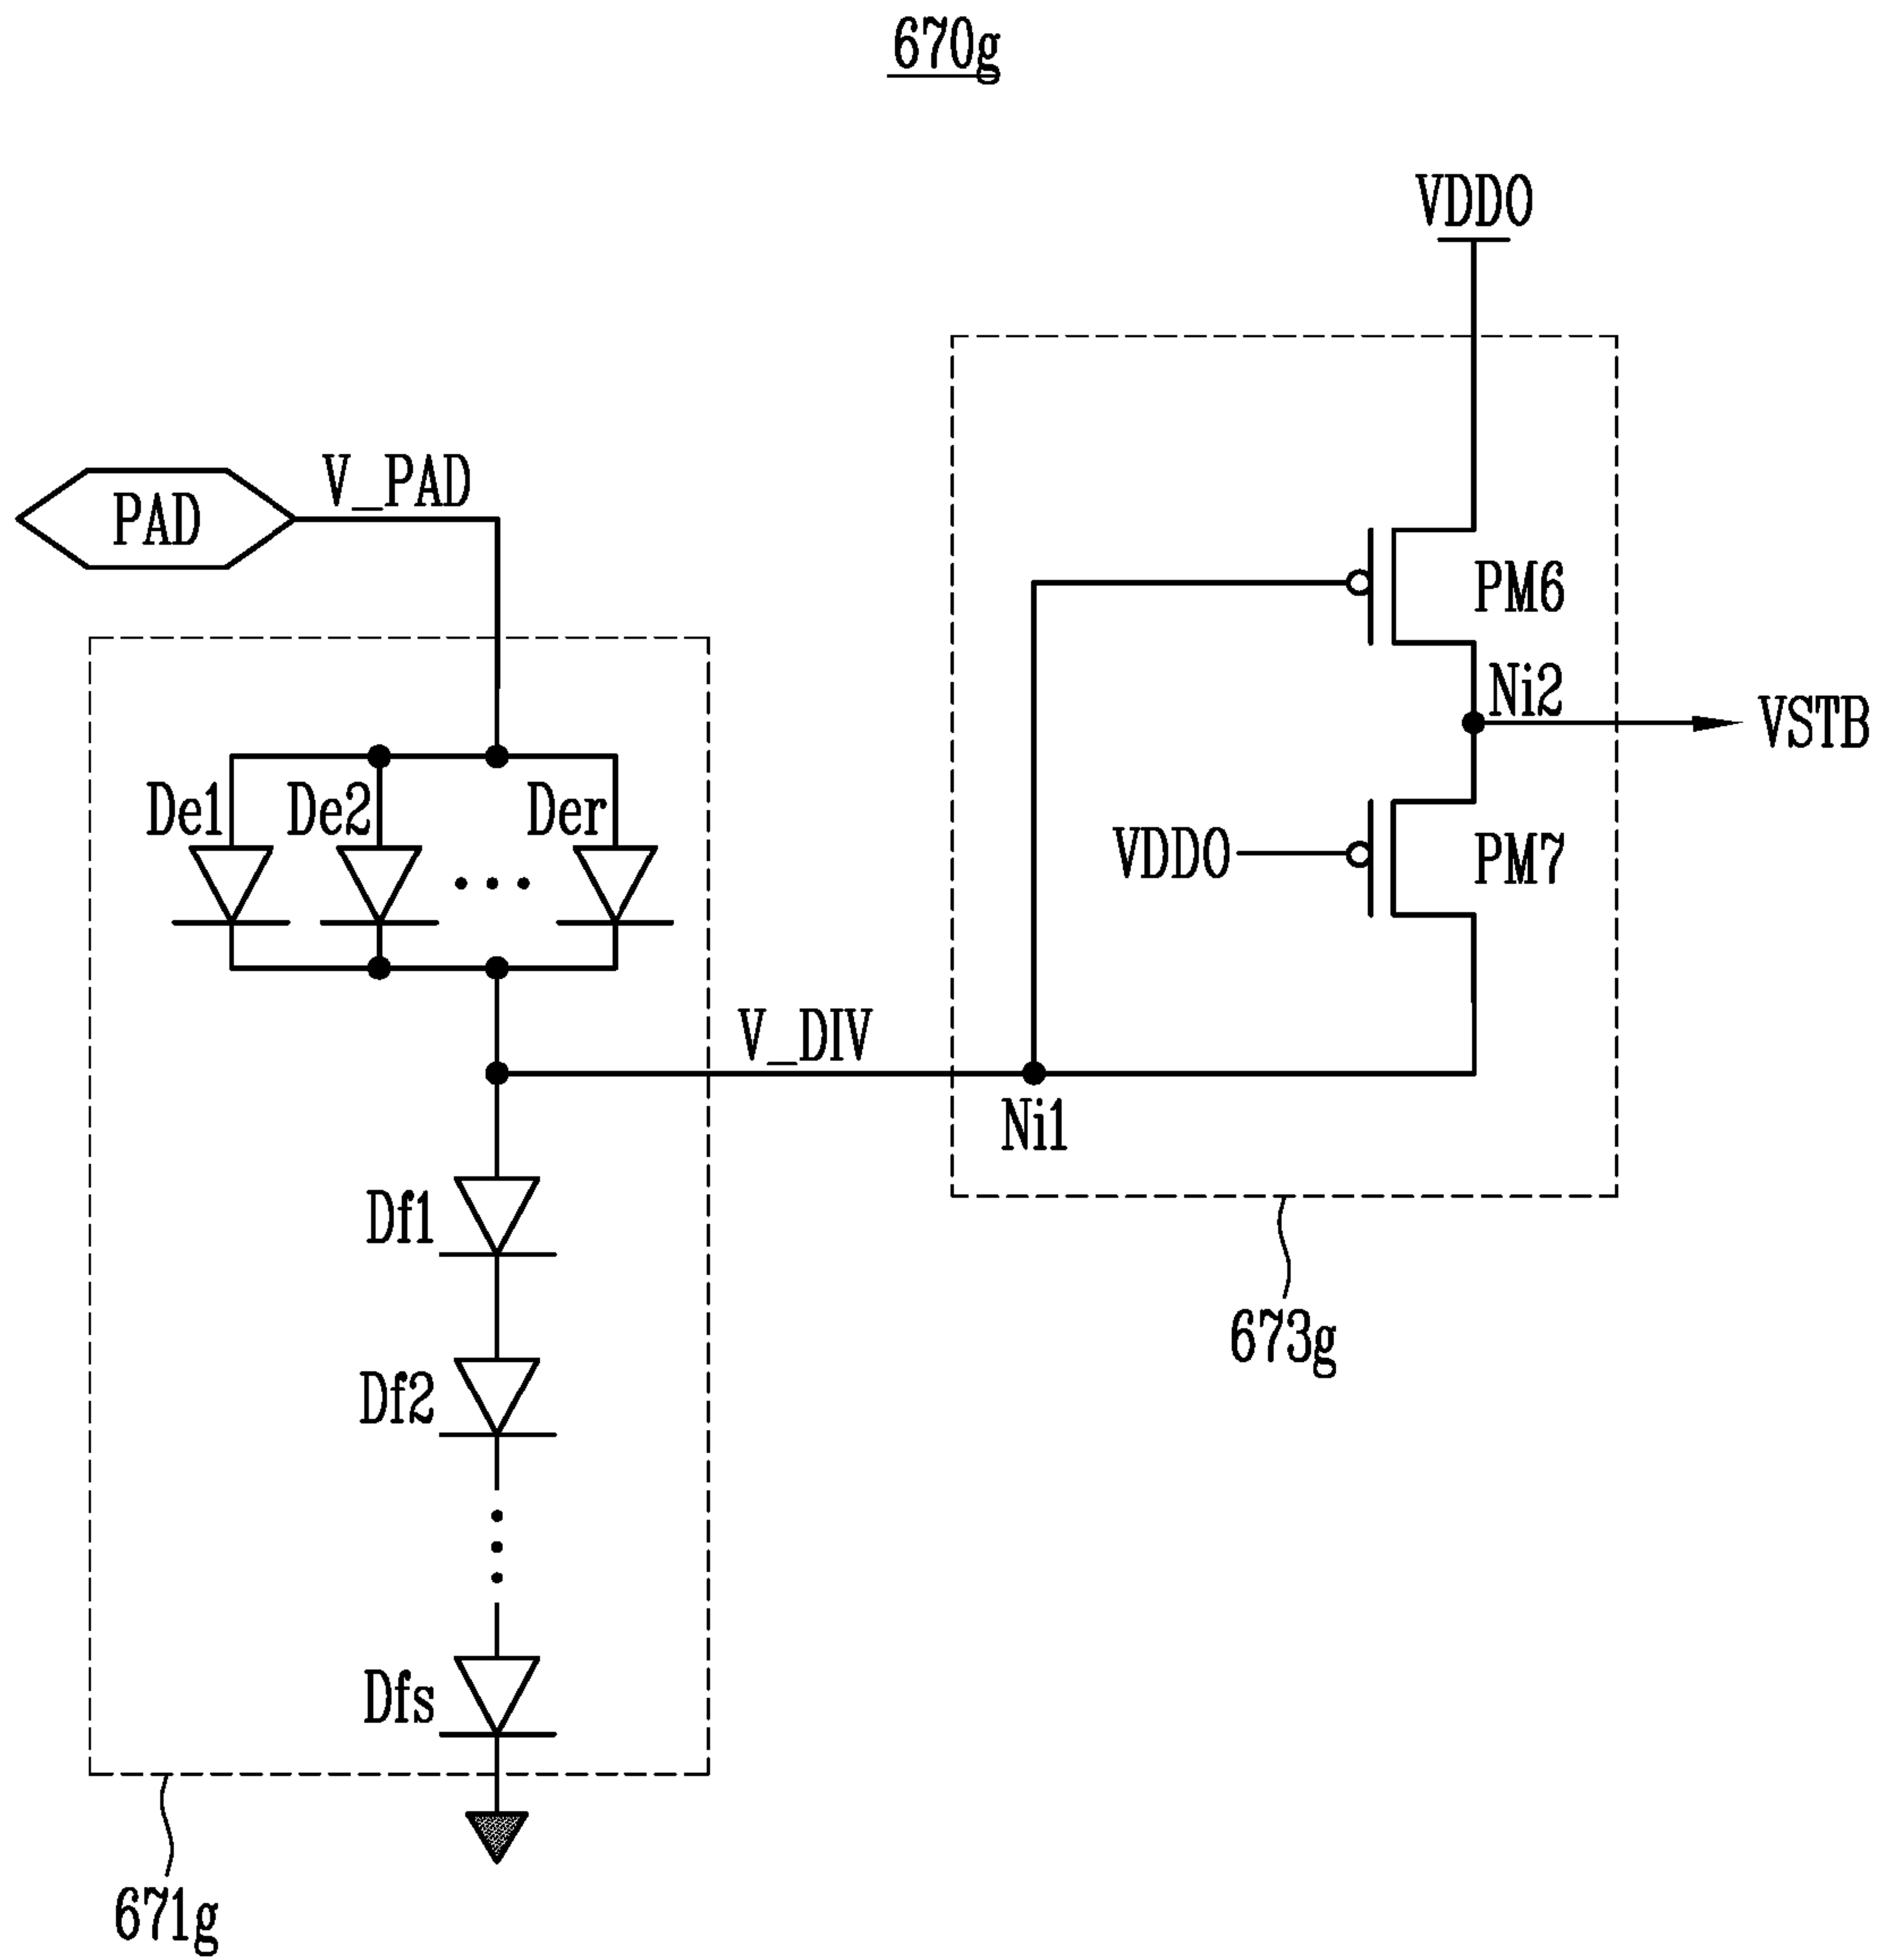 670g
VDDO
V_PAD
PAD
PM6
Ni2
VSTB
De1
De2
Der
VDDO
PM7
V_DIV
Ni1
Df1
673g
Df2
Dfs
671g